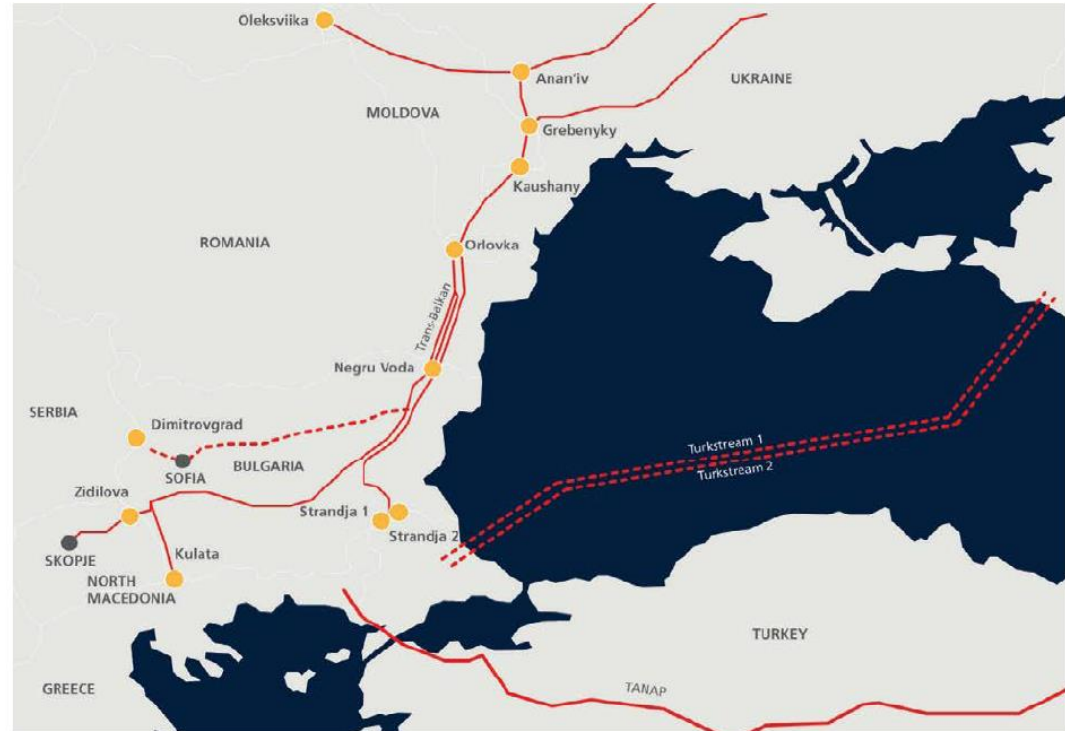 Oleksviika
Anan'iv
UKRAINE
MOLDOVA
Grebenyky
Kaushany
ROMANIA
Orlovka
Trans-Balkan
Negru Voda
SERBIA
Dimitrovgrad
Turkstream 1
Turkstream 2
SOFIA
BULGARIA
Zidilova
Strandja 1
Strandja 2
SKOPJE
Kulata
NORTH
MACEDONIA
TURKEY
GREECE
TANAP